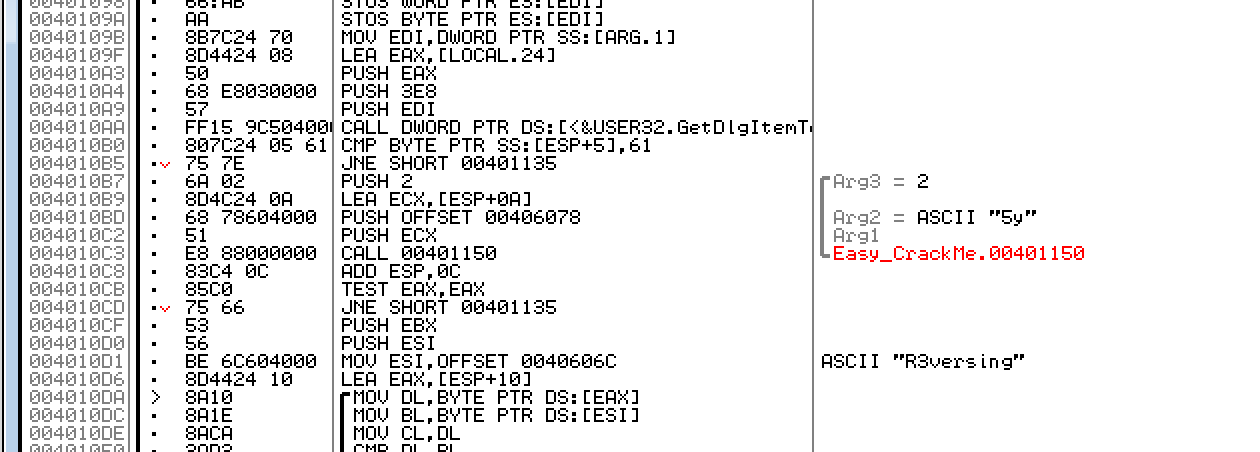 00401098 · 66:AB STOS WORD PTR ES:[EDI]
0040109A · AA STOS BYTE PTR ES:[EDI]
0040109B · 8B7C24 70 MOV EDI,DWORD PTR SS:[ARG.1]
0040109F · 8D4424 08 LEA EAX,[LOCAL.24]
004010A3 · 50 PUSH EAX
004010A4 · 68 E8030000 PUSH 3E8
004010A9 · 57 PUSH EDI
004010AA · FF15 9C504000 CALL DWORD PTR DS:[<&USER32.GetDlgItemT
004010B0 · 807C24 05 61 CMP BYTE PTR SS:[ESP+5],61
004010B5 · 75 7E JNE SHORT 00401135
004010B7 · 6A 02 PUSH 2 Arg3 = 2
004010B9 · 8D4C24 0A LEA ECX,[ESP+0A]
004010BD · 68 78604000 PUSH OFFSET 00406078 Arg2 = ASCII "5y"
004010C2 · 51 PUSH ECX Arg1
004010C3 · E8 88000000 CALL 00401150 Easy_CrackMe.00401150
004010C8 · 83C4 0C ADD ESP,0C
004010CB · 85C0 TEST EAX,EAX
004010CD · 75 66 JNE SHORT 00401135
004010CF · 53 PUSH EBX
004010D0 · 56 PUSH ESI
004010D1 · BE 6C604000 MOV ESI,OFFSET 0040606C ASCII "R3versing"
004010D6 · 8D4424 10 LEA EAX,[ESP+10]
004010DA > 8A10 MOV DL,BYTE PTR DS:[EAX]
004010DC · 8A1E MOV BL,BYTE PTR DS:[ESI]
004010DE · 8ACA MOV CL,DL
004010E0 · 3AD3 CMP DL,BL